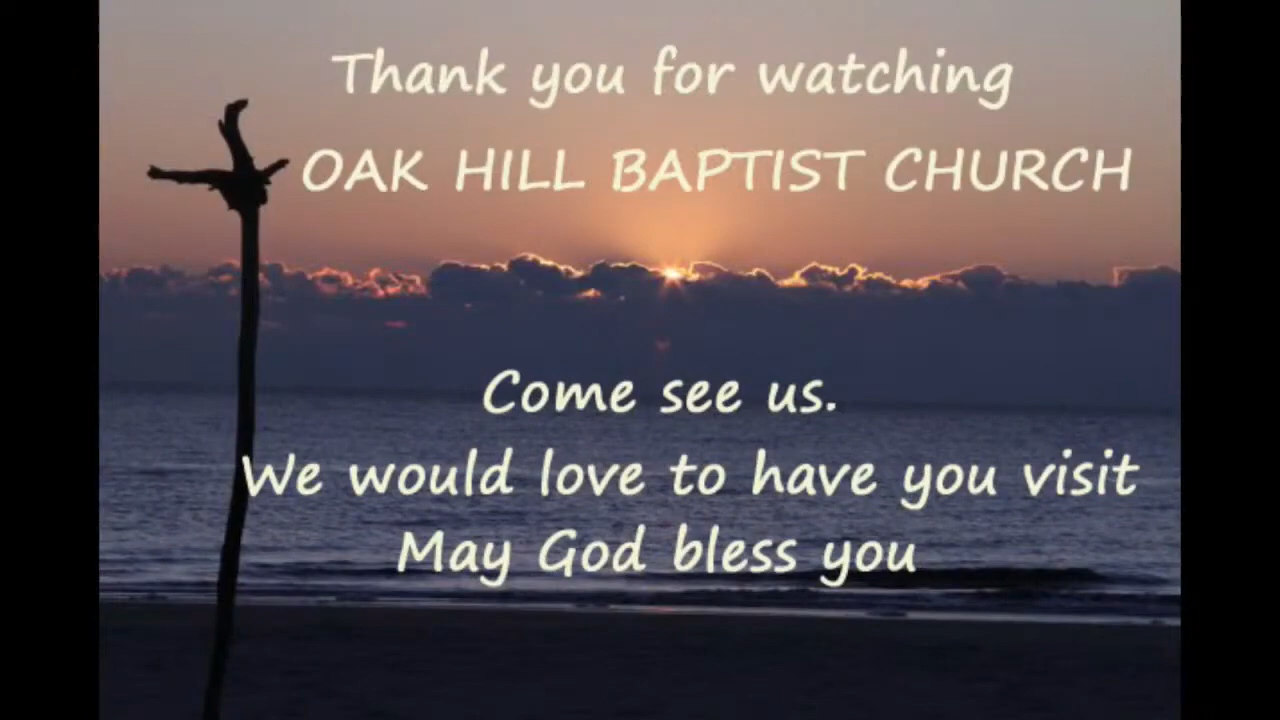 Thank you for watching
OAK HILL BAPTIST CHURCH
Come see us.
We would love to have you visit
May God bless you